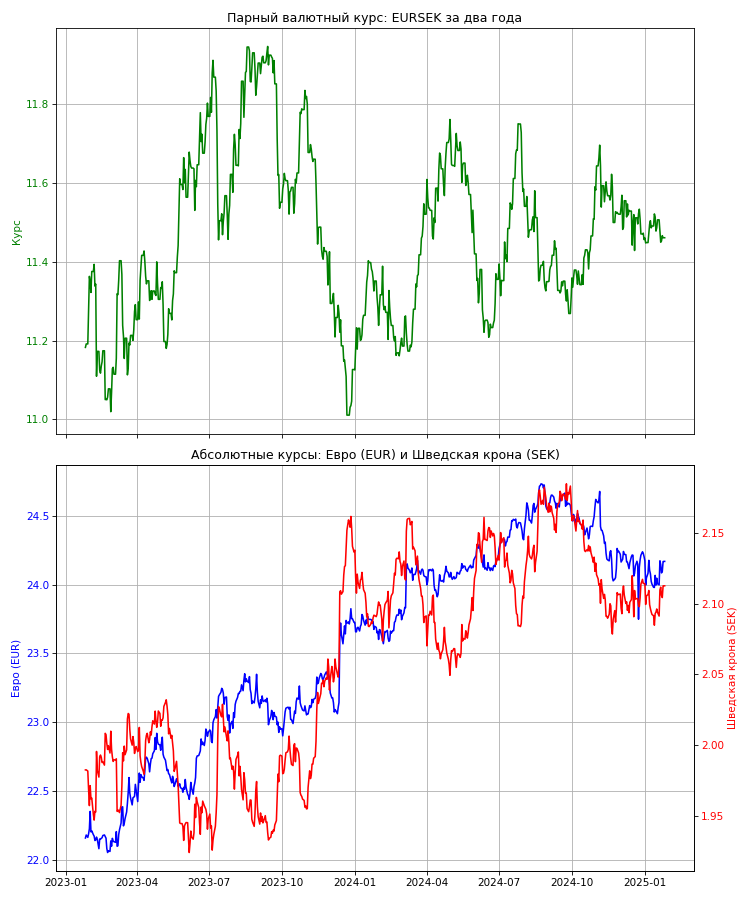 Парный валютный курс: EURSEK за два года
11.8
11.6
11.4
11.2
11.0
Курс
Абсолютные курсы: Евро (EUR) и Шведская крона (SEK)
24.5
24.0
23.5
23.0
22.5
22.0
Евро (EUR)
2.15
2.10
2.05
2.00
1.95
Шведская крона (SEK)
2023-01 2023-04 2023-07 2023-10 2024-01 2024-04 2024-07 2024-10 2025-01